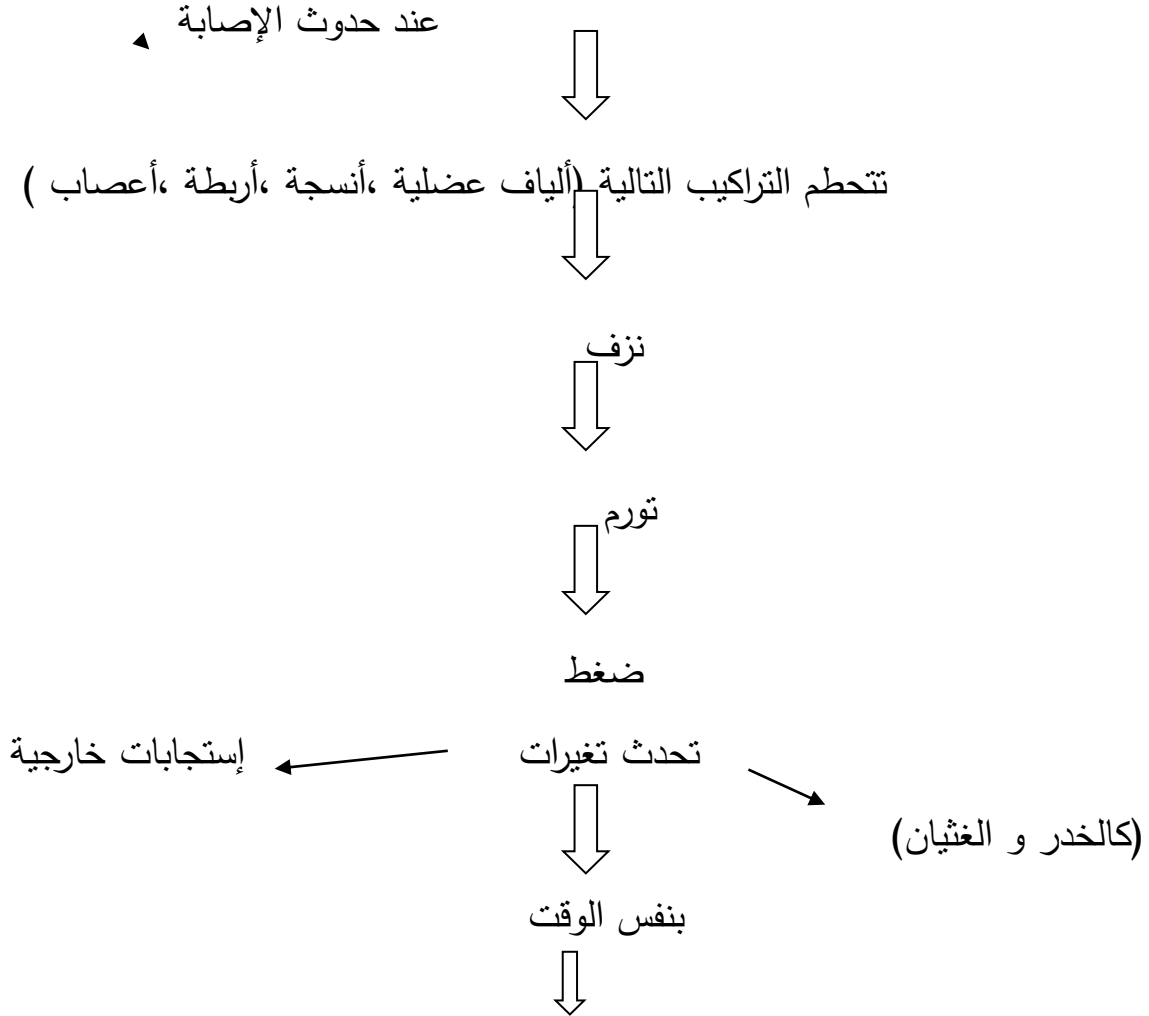 عند حدوث الإصابة
تتحطم التراكيب التالية (ألياف عضلية ،أنسجة ،أربطة ،أعصاب )
نزف
تورم
ضغط
تحدث تغيرات
إستجابات خارجية
(كالخدر و الغثيان)
بنفس الوقت